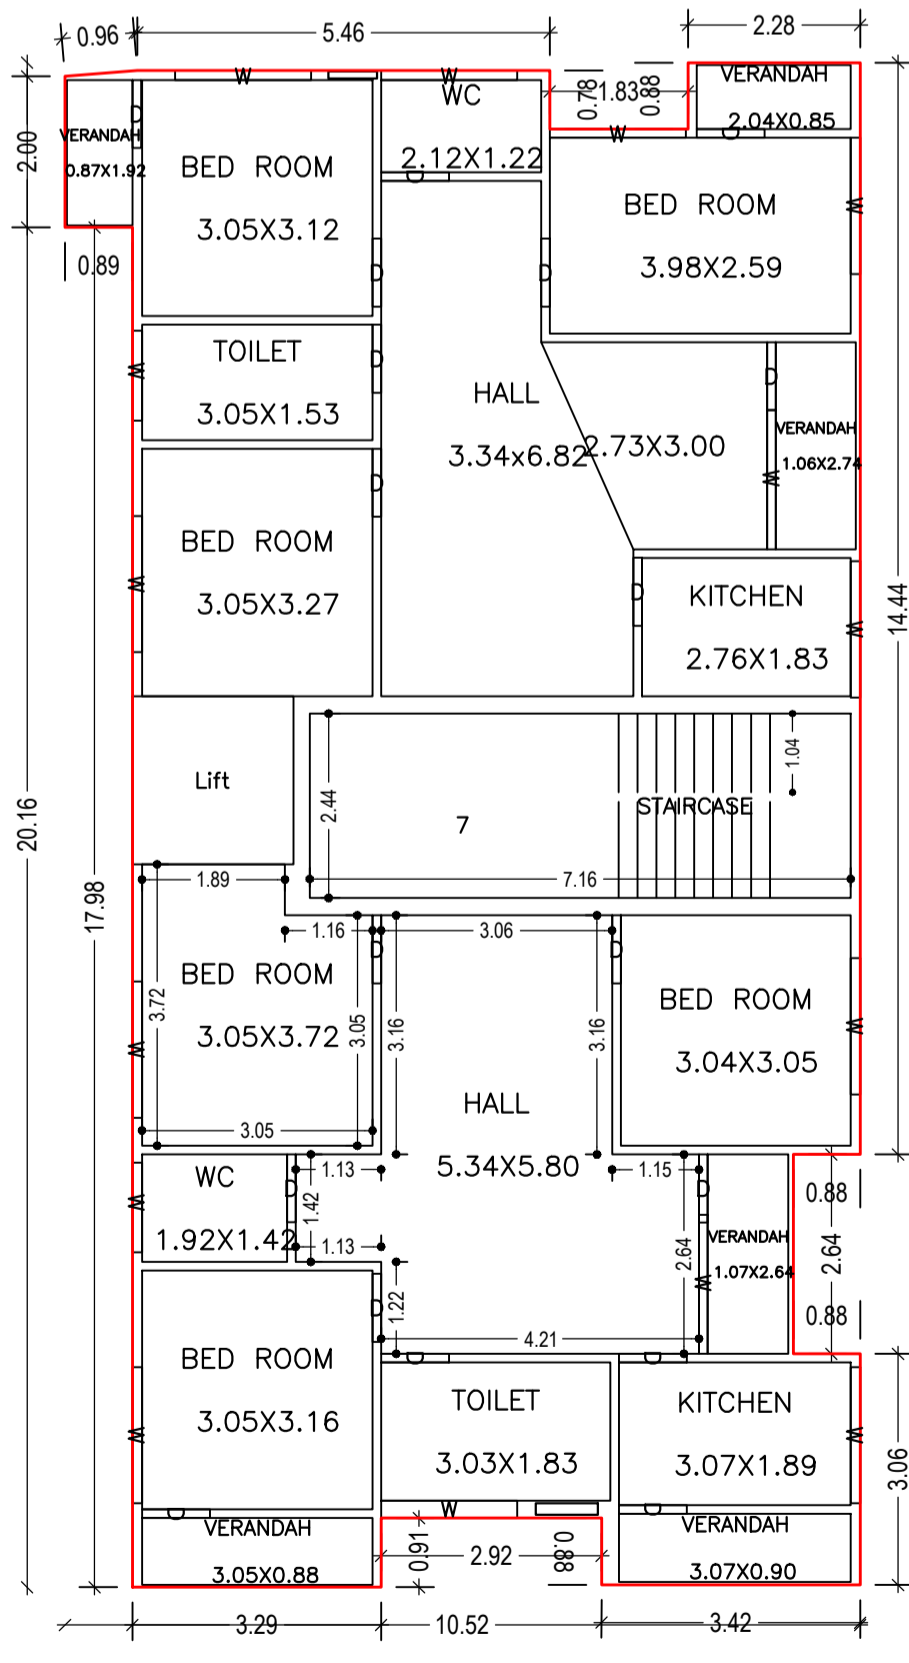 0.96
5.46
2.28
W
W
VERANDAH
D
WC
0.78
1.83
0.88
2.04X0.85
2.00
VERANDAH
0.87X1.92
BED ROOM
3.05X3.12
2.12X1.22
D
W
D
BED ROOM
3.98X2.59
W
0.89
D
D
TOILET
3.05X1.53
D
W
HALL
3.34x6.82
2.73X3.00
D
VERANDAH
1.06X2.74
W
D
BED ROOM
3.05X3.27
W
KITCHEN
2.76X1.83
D
W
14.44
Lift
2.44
7
STAIRCASE
1.04
7.16
20.16
17.98
1.89
1.16
3.06
D
D
BED ROOM
3.05X3.72
3.72
3.05
3.16
3.16
BED ROOM
3.04X3.05
W
W
3.05
HALL
5.34X5.80
WC
1.92X1.42
W
D
1.13
1.42
1.13
1.15
D
0.88
VERANDAH
1.07X2.64
2.64
W
2.64
0.88
D
1.22
4.21
BED ROOM
3.05X3.16
W
D
D
TOILET
3.03X1.83
KITCHEN
3.07X1.89
W
3.06
D
W
D
VERANDAH
3.05X0.88
0.91
2.92
0.88
VERANDAH
3.07X0.90
3.29
10.52
3.42